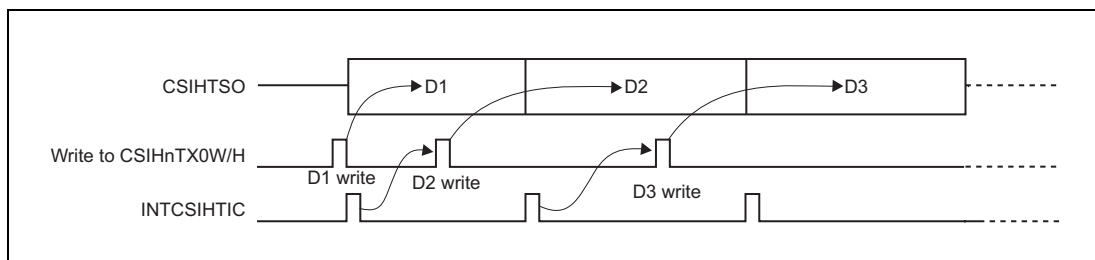 CSIHTSO
D1
D2
D3
Write to CSIHnTX0W/H
D1 write
D2 write
D3 write
INTCSIHTIC